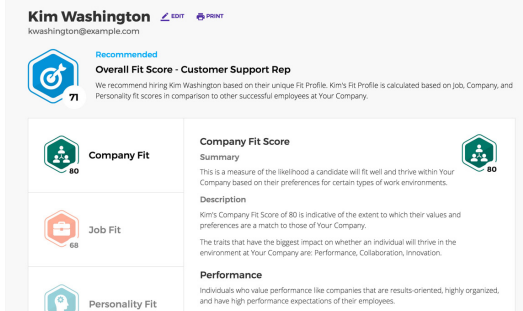 Kim Washington EDIT PRINT
kwashington@example.com
Recommended
Overall Fit Score - Customer Support Rep
We recommend hiring Kim Washington based on their unique Fit Profile. Kim's Fit Profile is calculated based on Job, Company, and
Personality fit scores in comparison to other successful employees at Your Company.
71
Company Fit
80
Job Fit
68
Personality Fit
Company Fit Score
Summary
80
This is a measure of the likelihood a candidate will fit well and thrive within Your
Company based on their preferences for certain types of work environments.
Description
Kim's Company Fit Score of 80 is indicative of the extent to which their values and
preferences are a match to those of Your Company.
The traits that have the biggest impact on whether an individual will thrive in the
environment at Your Company are: Performance, Collaboration, Innovation.
Performance
Individuals who value performance like companies that are results-oriented, highly organized,
and have high performance expectations of their employees.